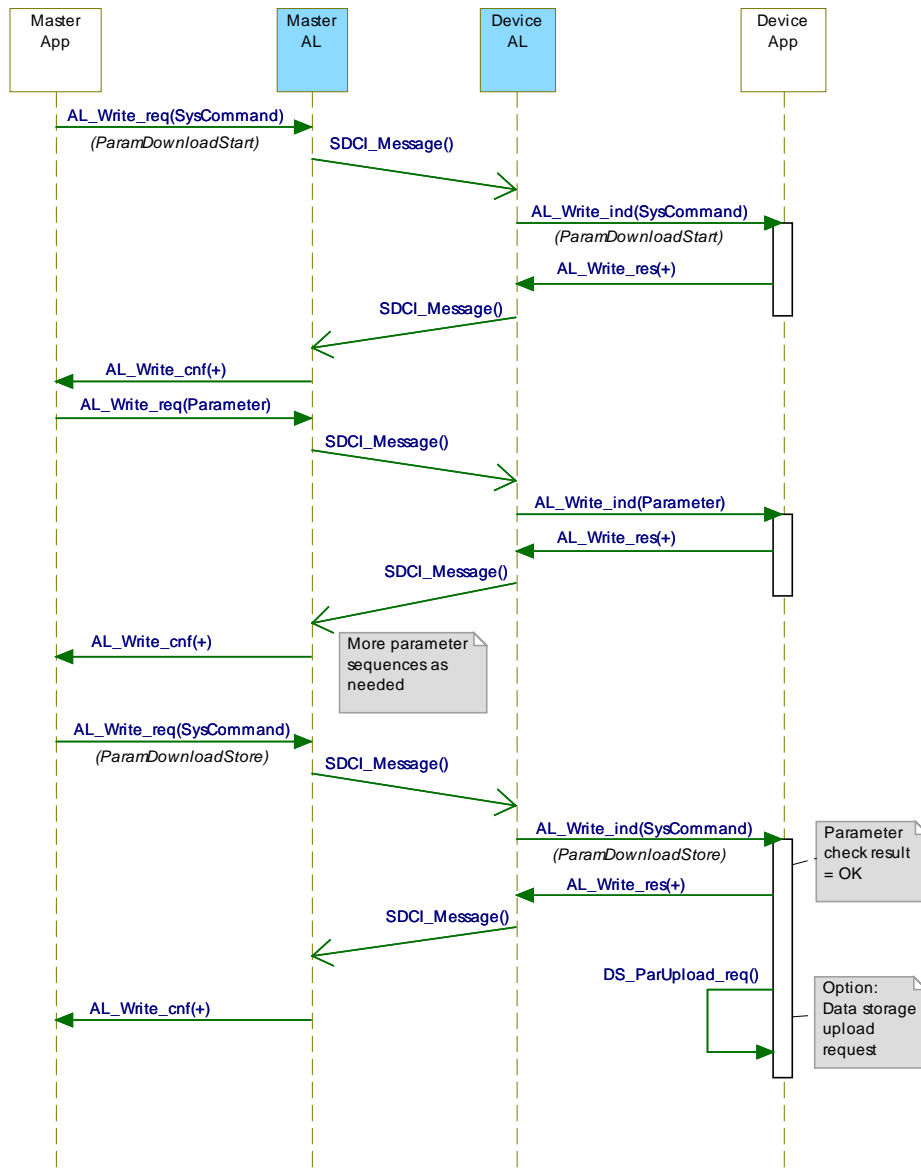 Master
App
Master
AL
Device
AL
Device
App
AL_Write_req(SysCommand)
(ParamDownloadStart)
SDCI_Message()
AL_Write_ind(SysCommand)
(ParamDownloadStart)
AL_Write_res(+)
SDCI_Message()
AL_Write_cnf(+)
AL_Write_req(Parameter)
SDCI_Message()
AL_Write_ind(Parameter)
AL_Write_res(+)
SDCI_Message()
AL_Write_cnf(+)
More parameter
sequences as
needed
AL_Write_req(SysCommand)
(ParamDownloadStore)
SDCI_Message()
AL_Write_ind(SysCommand)
(ParamDownloadStore)
Parameter
check result
= OK
AL_Write_res(+)
SDCI_Message()
DS_ParUpload_req()
Option:
Data storage
upload
request
AL_Write_cnf(+)